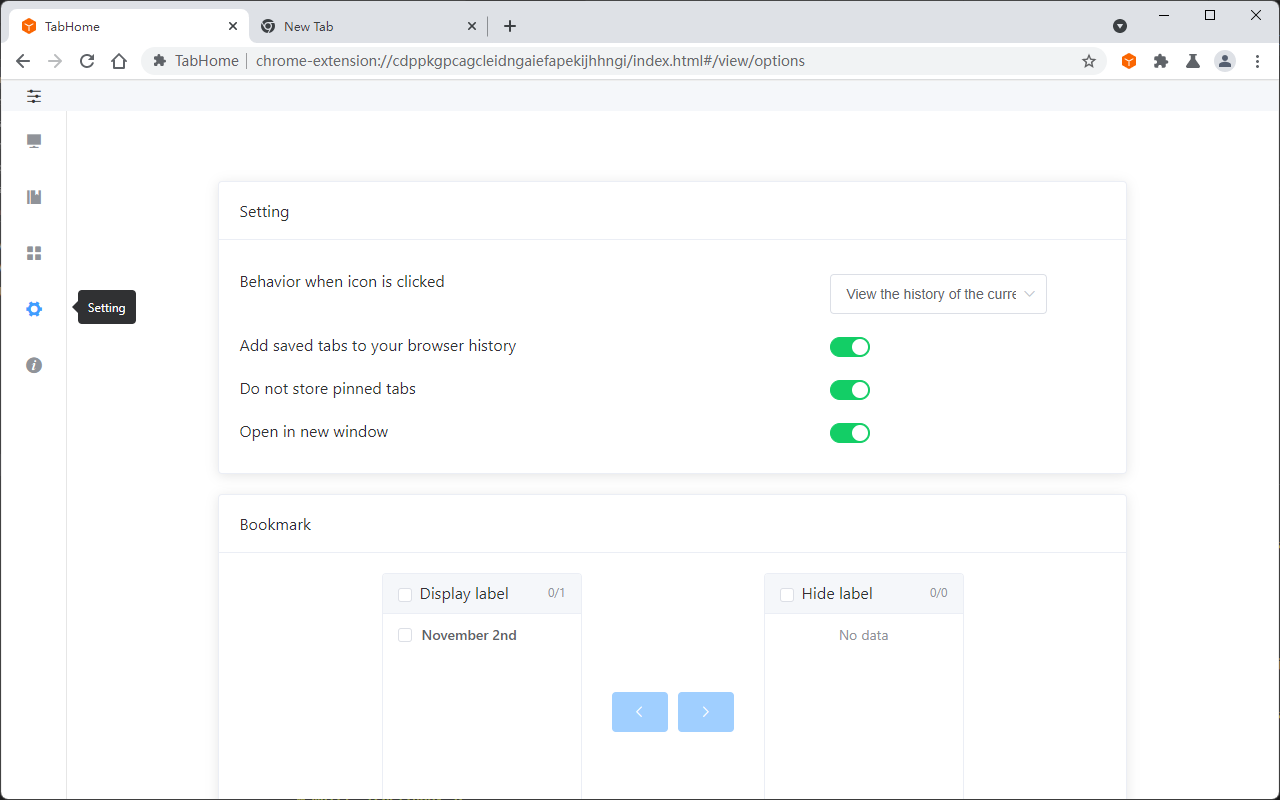 TabHome
New Tab
TabHome
chrome-extension://cdppkgpcagcleidngaiefapekijhhngi/index.html#/view/options
Setting
Behavior when icon is clicked
View the history of the curre
Setting
Add saved tabs to your browser history
Do not store pinned tabs
Open in new window
Bookmark
Display label 0/1
Hide label 0/0
November 2nd
No data